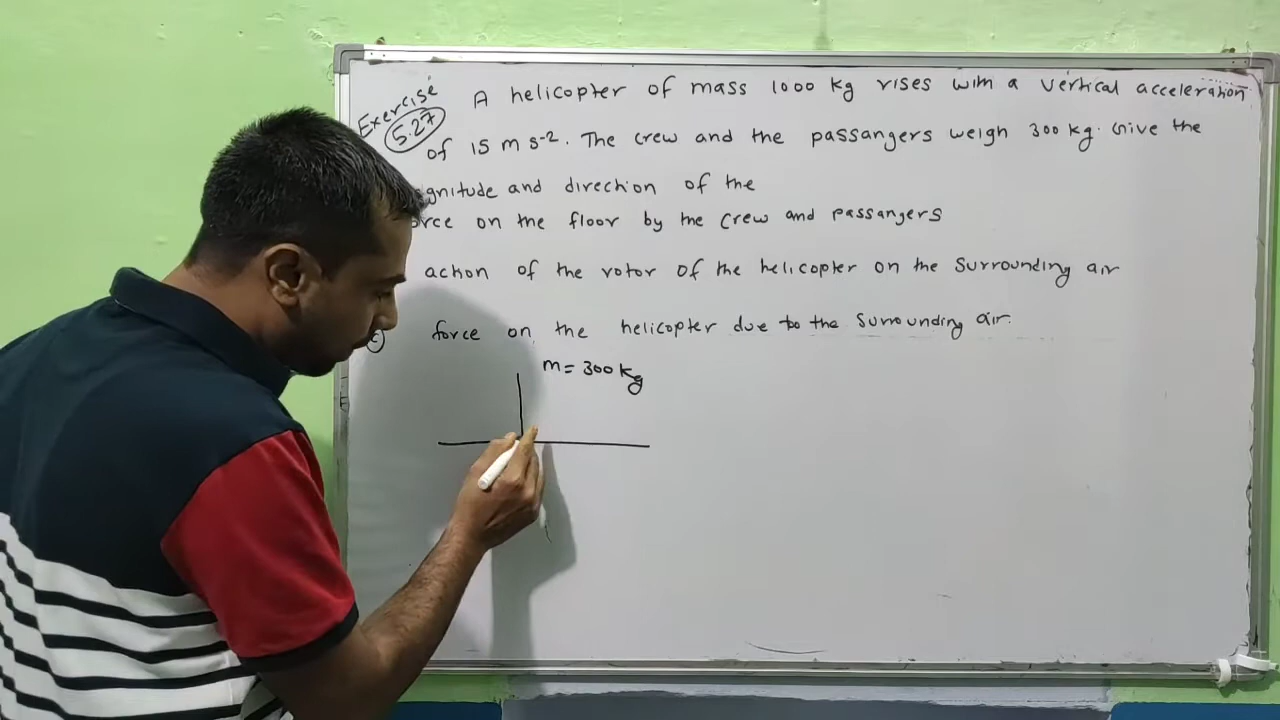 Exercise
5.27
A helicopter of mass 1000 kg rises with a vertical acceleration
of 15 m s-2. The crew and the passangers weigh 300 kg. Give the
gnitude and direction of the
orce on the floor by the crew and passangers
action of the rotor of the helicopter on the surrounding air
c force on the helicopter due to the surrounding air.
m = 300 kg